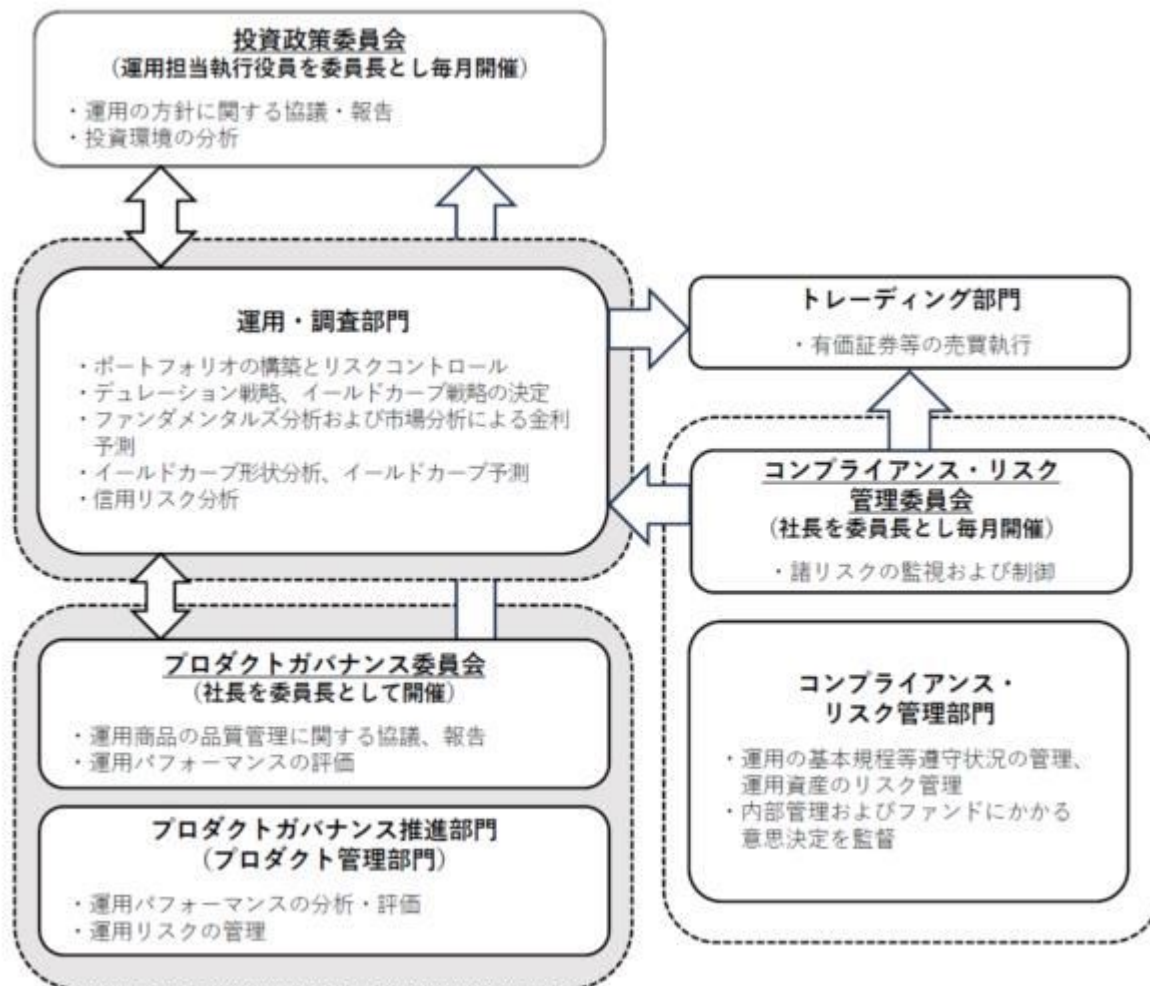 投資政策委員会
(運用担当執行役員を委員長とし毎月開催)
・運用の方針に関する協議・報告
・投資環境の分析
運用・調査部門
・ポートフォリオの構築とリスクコントロール
・デュレーション戦略、イールドカーブ戦略の決定
・ファンダメンタルズ分析および市場分析による金利
予測
・イールドカーブ形状分析、イールドカーブ予測
・信用リスク分析
トレーディング部門
・有価証券等の売買執行
コンプライアンス・リスク
管理委員会
(社長を委員長とし毎月開催)
・諸リスクの監視および制御
プロダクトガバナンス委員会
(社長を委員長として開催)
・運用商品の品質管理に関する協議、報告
・運用パフォーマンスの評価
プロダクトガバナンス推進部門
(プロダクト管理部門)
・運用パフォーマンスの分析・評価
・運用リスクの管理
コンプライアンス・
リスク管理部門
・運用の基本規程等遵守状況の管理、
運用資産のリスク管理
・内部管理およびファンドにかかる
意思決定を監督